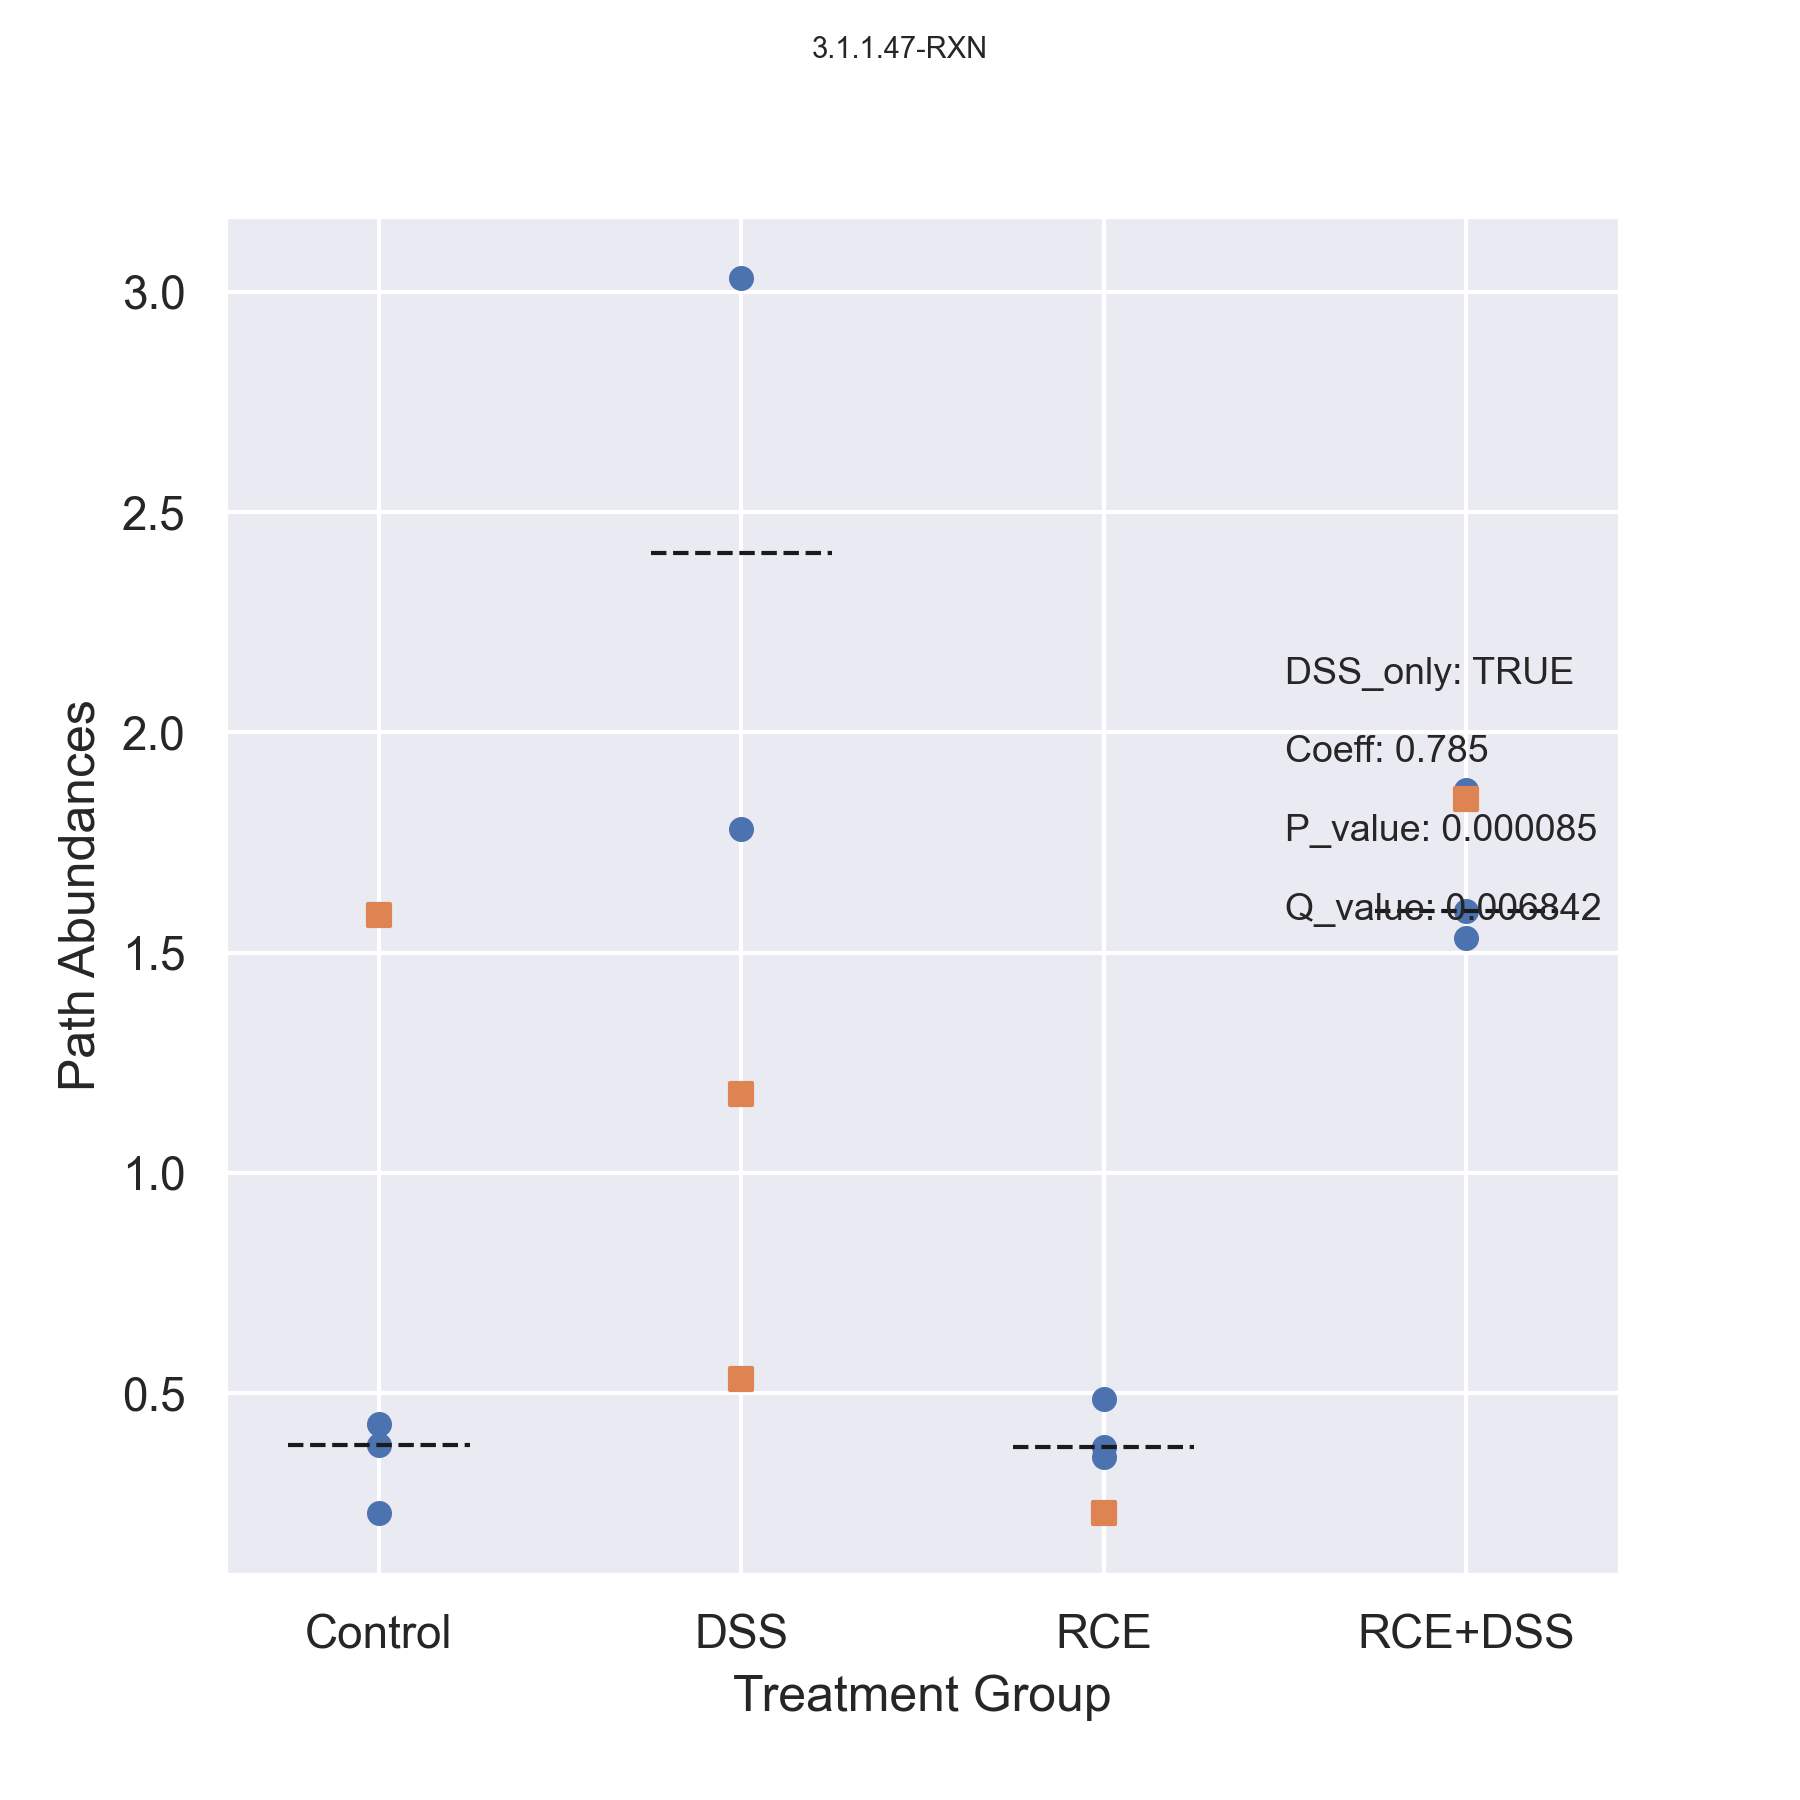 3.1.1.47-RXN
3.0
2.5
2.0
1.5
1.0
0.5
Path Abundances
DSS_only: TRUE
Coeff: 0.785
P_value: 0.000085
Q_value: 0.006842
Control
DSS
RCE
RCE+DSS
Treatment Group